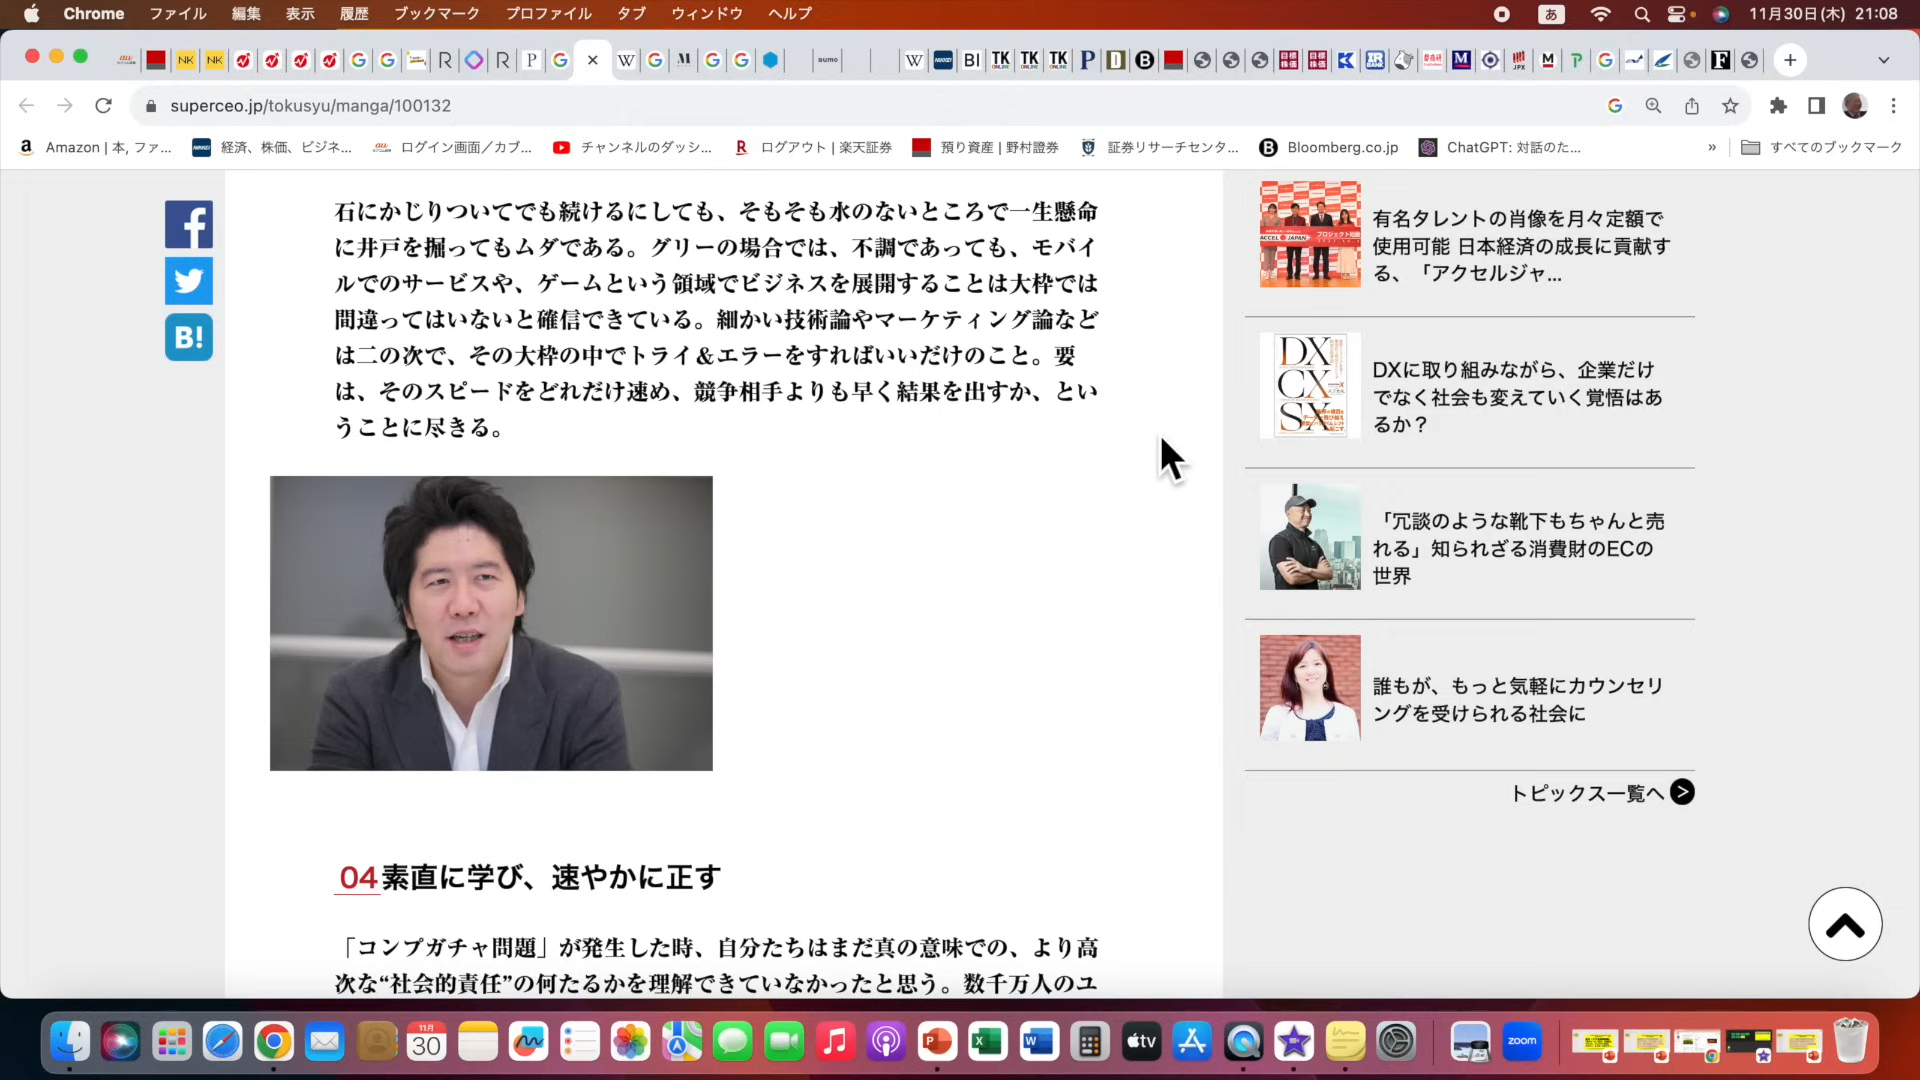 Chrome ファイル 編集 表示 履歴 ブックマーク プロファイル タブ ウィンドウ ヘルプ
あ 11月30日(木) 21:08
superceo.jp/tokusyu/manga/100132
Amazon | 本, ファ... 経済、株価、ビジネ... ログイン画面／カブ... チャンネルのダッシ... ログアウト | 楽天証券 預り資産 | 野村證券 証券リサーチセンタ... Bloomberg.co.jp ChatGPT: 対話のた... » すべてのブックマーク
B!
石にかじりついてでも続けるにしても、そもそも水のないところで一生懸命
に井戸を掘ってもムダである。グリーの場合では、不調であっても、モバイ
ルでのサービスや、ゲームという領域でビジネスを展開することは大枠では
間違ってはいないと確信できている。細かい技術論やマーケティング論など
は二の次で、その大枠の中でトライ＆エラーをすればいいだけのこと。要
は、そのスピードをどれだけ速め、競争相手よりも早く結果を出すか、とい
うことに尽きる。
04素直に学び、速やかに正す
「コンプガチャ問題」が発生した時、自分たちはまだ真の意味での、より高
次な“社会的責任”の何たるかを理解できていなかったと思う。数千万人のユ
ACCEL JAPAN
有名タレントの肖像を月々定額で
使用可能 日本経済の成長に貢献す
る、「アクセルジャ...
DX
CX
SX
DXに取り組みながら、企業だけ
でなく社会も変えていく覚悟はあ
るか？
「冗談のような靴下もちゃんと売
れる」知られざる消費財のECの
世界
誰もが、もっと気軽にカウンセリ
ングを受けられる社会に
トピックス一覧へ
11月
30
tv
zoom